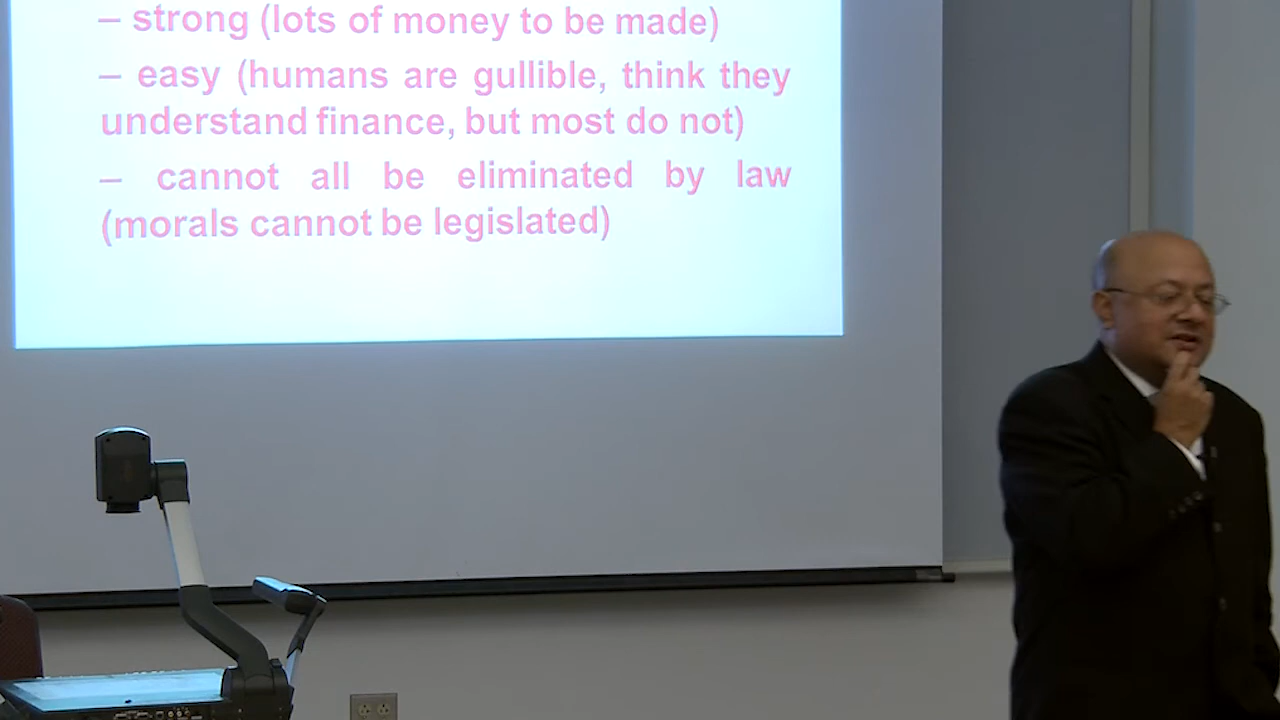 – strong (lots of money to be made)
– easy (humans are gullible, think they
understand finance, but most do not)
– cannot all be eliminated by law
(morals cannot be legislated)